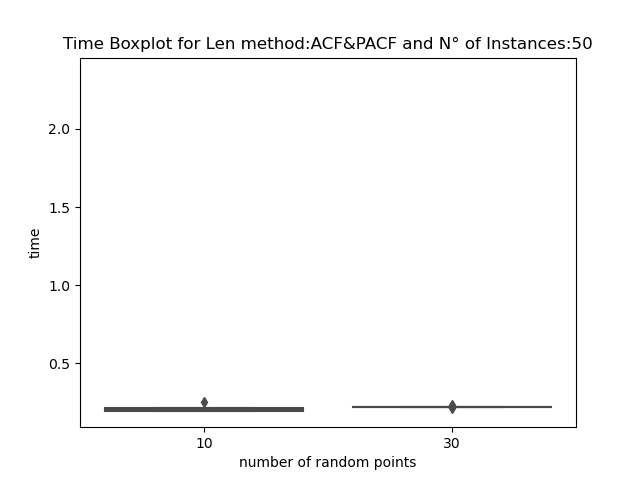 Time Boxplot for Len method:ACF&PACF and N° of Instances:50
2.0
1.5
1.0
0.5
time
10 30
number of random points